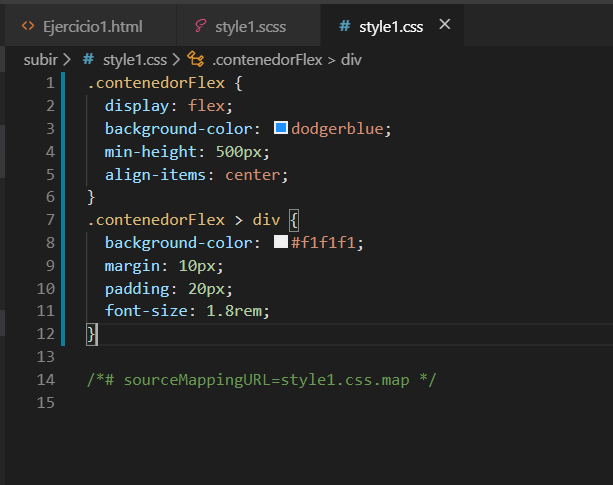 Ejercicio1.html style1.scss # style1.css ×
subir > # style1.css > .contenedorFlex > div
1 .contenedorFlex {
2   display: flex;
3   background-color: dodgerblue;
4   min-height: 500px;
5   align-items: center;
6 }
7 .contenedorFlex > div {
8   background-color: #f1f1f1;
9   margin: 10px;
10   padding: 20px;
11   font-size: 1.8rem;
12 }
13
14 /*# sourceMappingURL=style1.css.map */
15